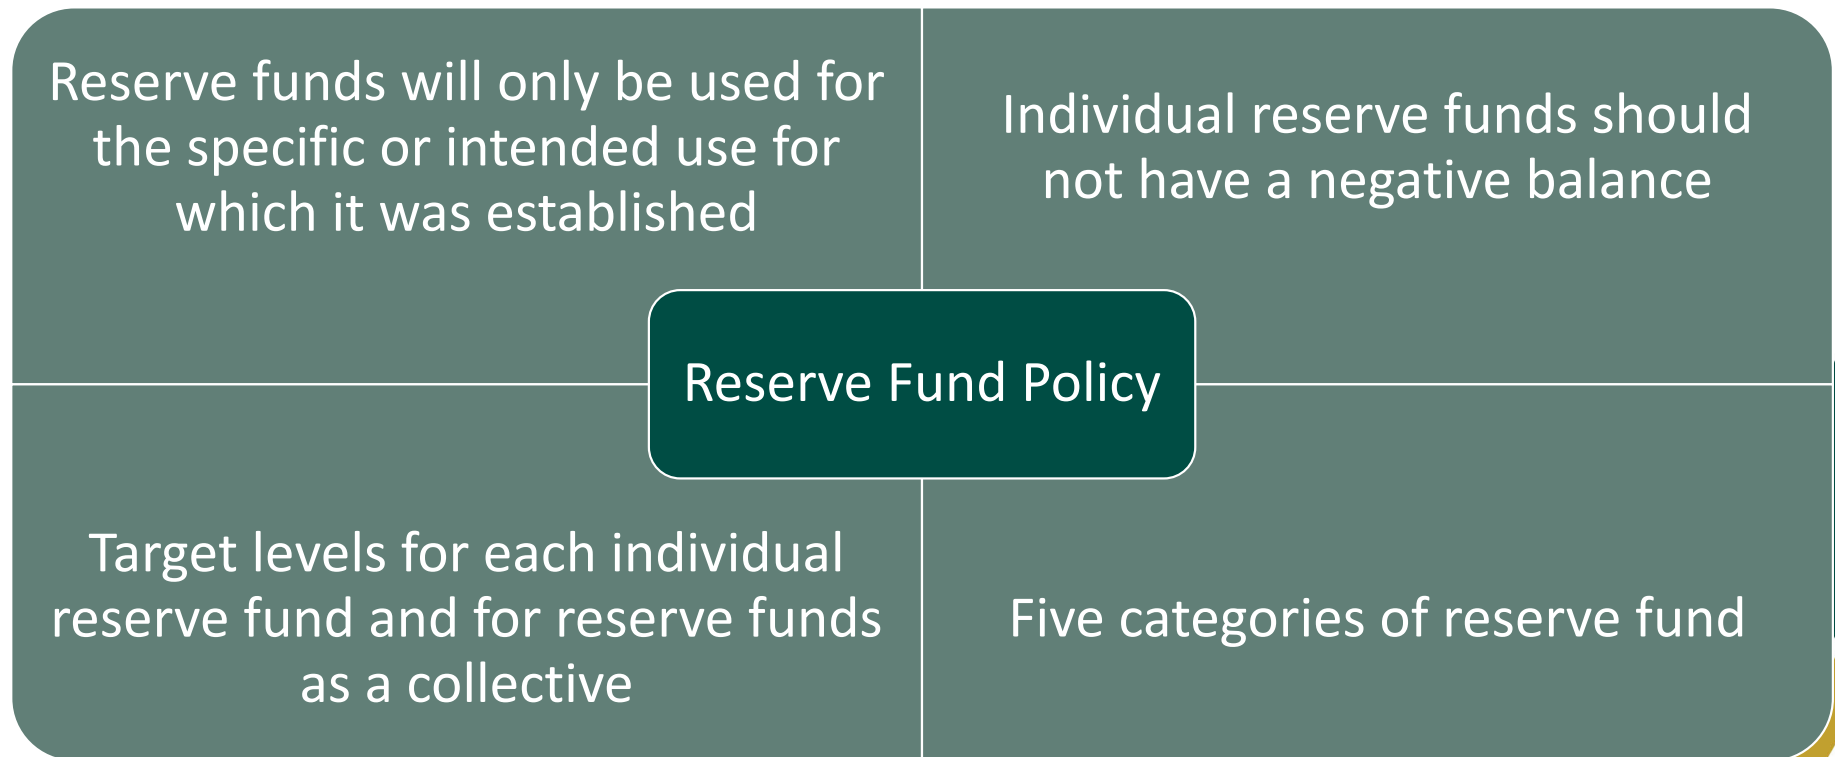 Reserve funds will only be used for
the specific or intended use for
which it was established
Individual reserve funds should
not have a negative balance
Reserve Fund Policy
Target levels for each individual
reserve fund and for reserve funds
as a collective
Five categories of reserve fund